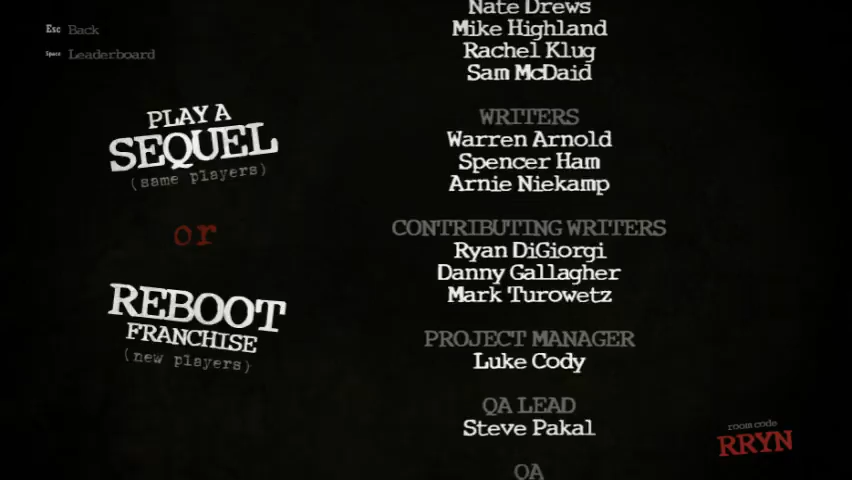 Esc Back
Space Leaderboard
PLAY A
SEQUEL
(same players)
or
REBOOT
FRANCHISE
(new players)
Nate Drews
Mike Highland
Rachel Klug
Sam McDaid
WRITERS
Warren Arnold
Spencer Ham
Arnie Niekamp
CONTRIBUTING WRITERS
Ryan DiGiorgi
Danny Gallagher
Mark Turowetz
PROJECT MANAGER
Luke Cody
QA LEAD
Steve Pakal
QA
room code
RRYN